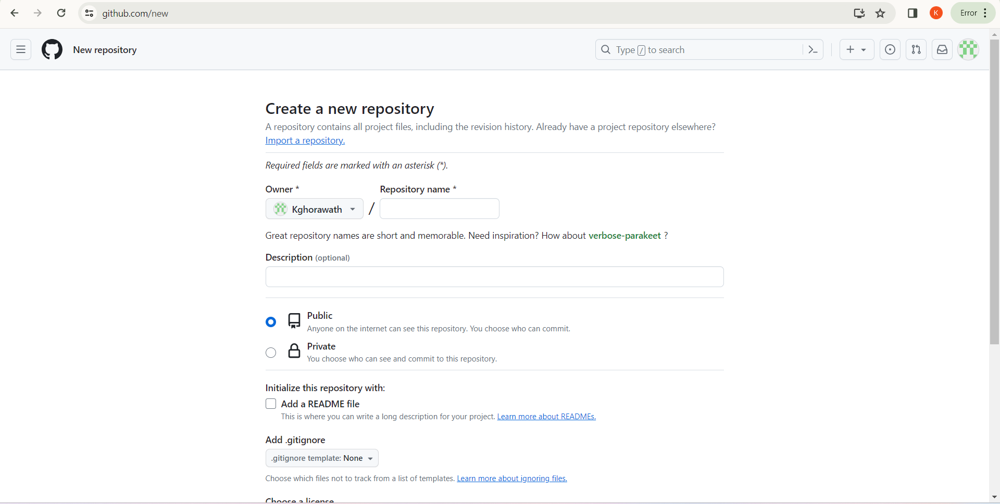 github.com/new
K
Error
New repository
Type / to search
Create a new repository
A repository contains all project files, including the revision history. Already have a project repository elsewhere?
Import a repository.
Required fields are marked with an asterisk (*).
Owner * Repository name *
Kghorawath /
Great repository names are short and memorable. Need inspiration? How about verbose-parakeet ?
Description (optional)
Public
Anyone on the internet can see this repository. You choose who can commit.
Private
You choose who can see and commit to this repository.
Initialize this repository with:
Add a README file
This is where you can write a long description for your project. Learn more about READMEs.
Add .gitignore
.gitignore template: None
Choose which files not to track from a list of templates. Learn more about ignoring files.
Choose a license